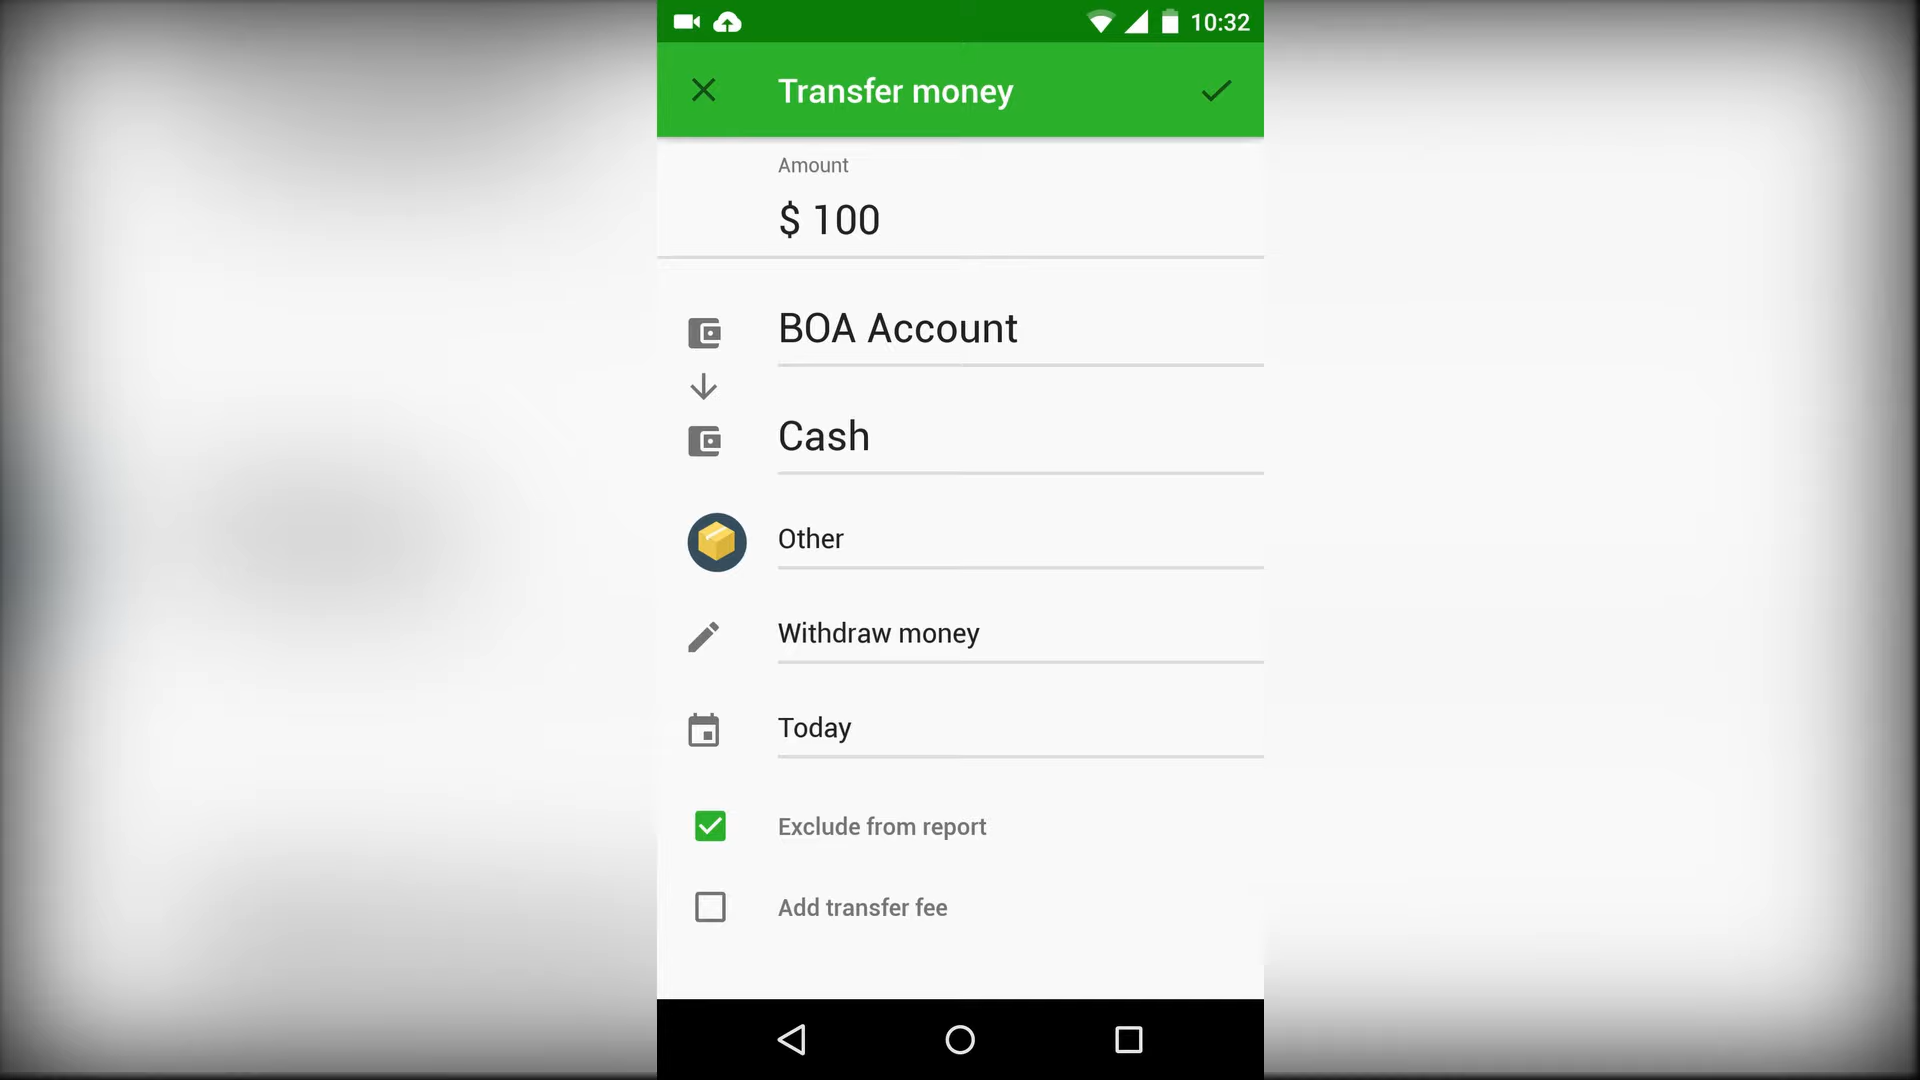 10:32
Transfer money
Amount
$ 100
BOA Account
Cash
Other
Withdraw money
Today
Exclude from report
Add transfer fee